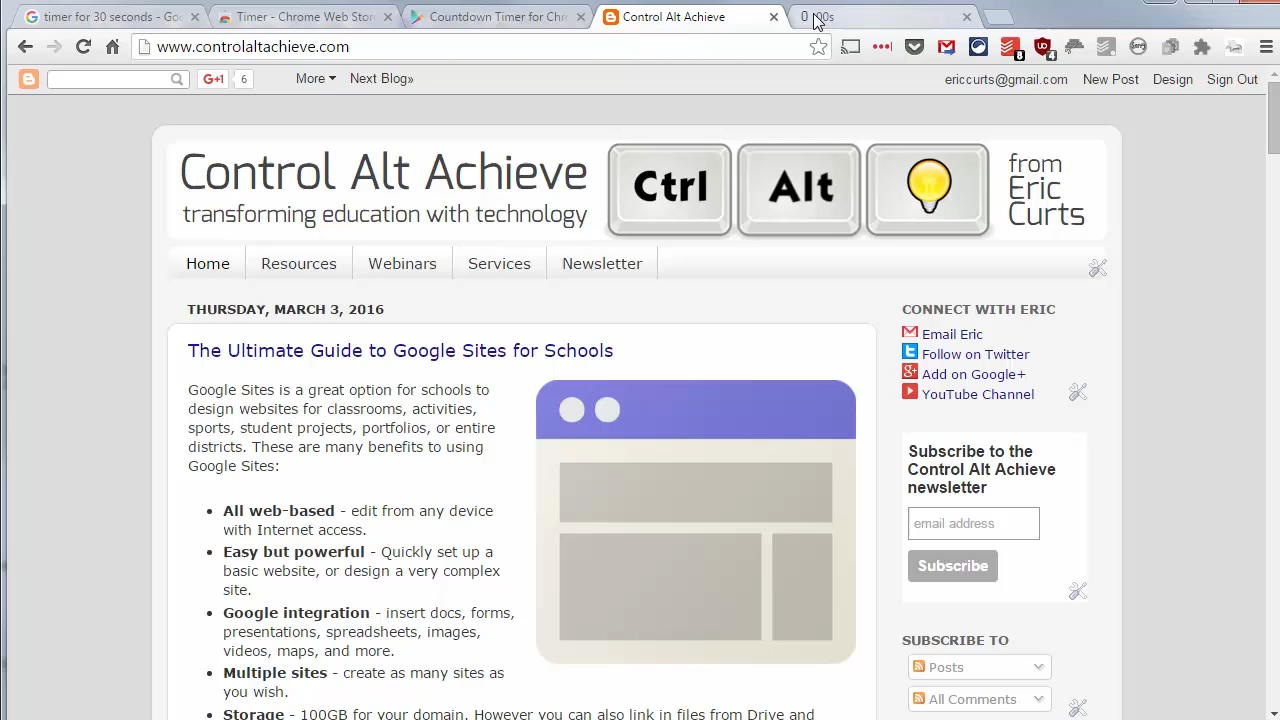 timer for 30 seconds - Goo
Timer - Chrome Web Stor
Countdown Timer for Chr
Control Alt Achieve
www.controlaltachieve.com
8
4
G+1 6 More Next Blog» ericcurts@gmail.com New Post Design Sign Out
Control Alt Achieve
transforming education with technology
Ctrl Alt
from
Eric
Curts
Home Resources Webinars Services Newsletter
THURSDAY, MARCH 3, 2016
The Ultimate Guide to Google Sites for Schools
Google Sites is a great option for schools to
design websites for classrooms, activities,
sports, student projects, portfolios, or entire
districts. These are many benefits to using
Google Sites:
All web-based - edit from any device
with Internet access.
Easy but powerful - Quickly set up a
basic website, or design a very complex
site.
Google integration - insert docs, forms,
presentations, spreadsheets, images,
videos, maps, and more.
Multiple sites - create as many sites as
you wish.
Storage - 100GB for your domain. However you can also link in files from Drive and
CONNECT WITH ERIC
Email Eric
Follow on Twitter
Add on Google+
YouTube Channel
Subscribe to the
Control Alt Achieve
newsletter
email address
Subscribe
SUBSCRIBE TO
Posts
All Comments